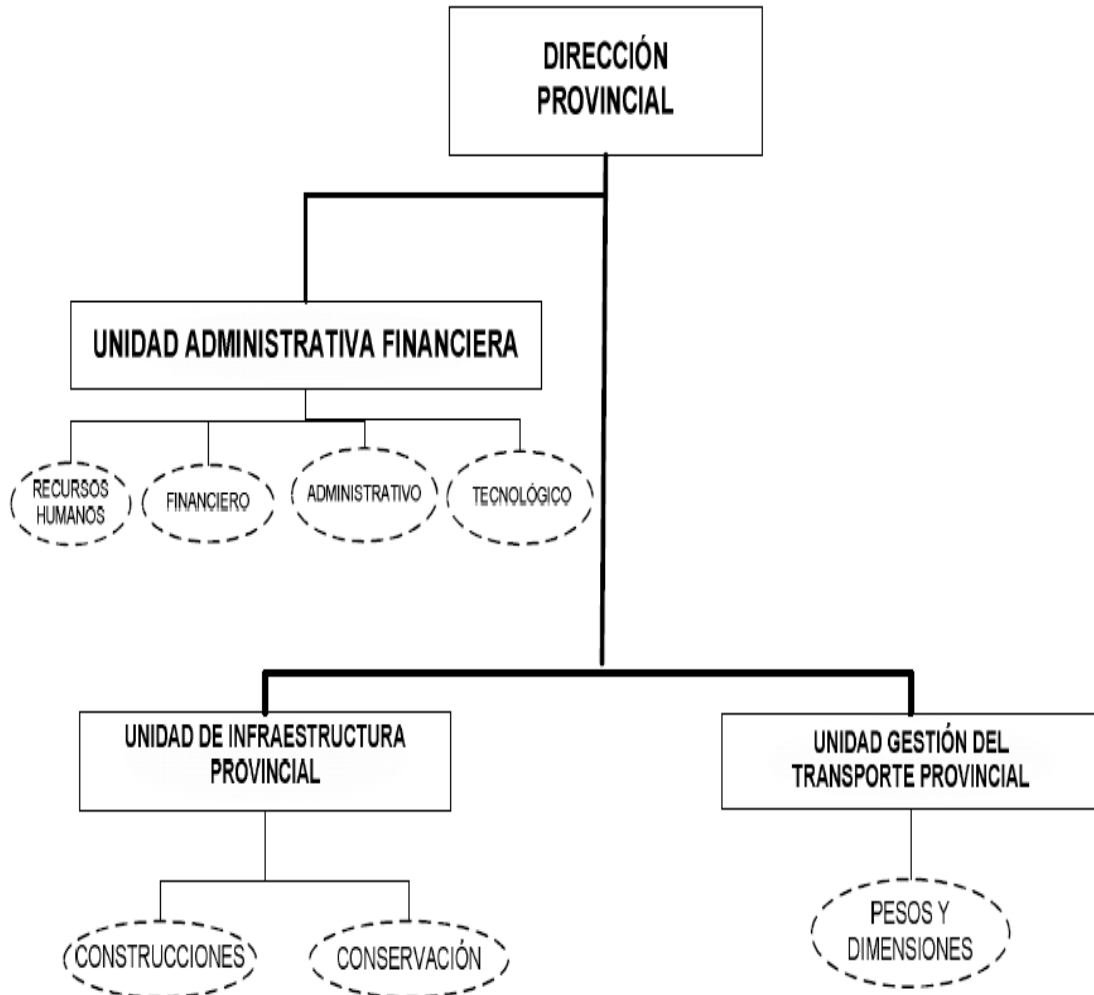 DIRECCIÓN
PROVINCIAL
UNIDAD ADMINISTRATIVA FINANCIERA
RECURSOS
HUMANOS
FINANCIERO
ADMINISTRATIVO
TECNOLÓGICO
UNIDAD DE INFRAESTRUCTURA
PROVINCIAL
UNIDAD GESTIÓN DEL
TRANSPORTE PROVINCIAL
CONSTRUCCIONES
CONSERVACIÓN
PESOS Y
DIMENSIONES